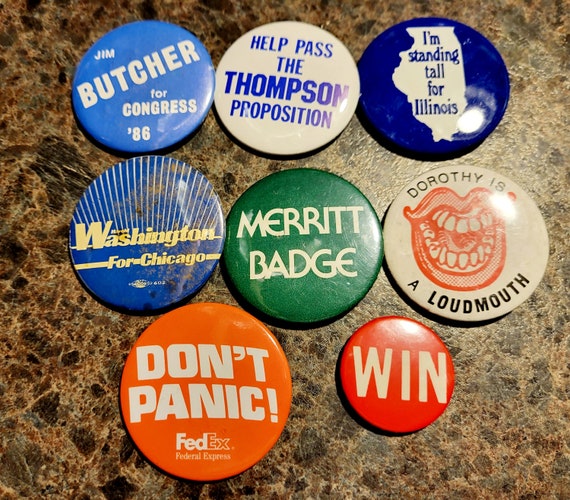 JIM
BUTCHER
for
CONGRESS
'86
HELP PASS
THE
THOMPSON
PROPOSITION
I'm
standing
tall
for
Illinois
Harold
Washington
For Chicago
MERRITT
BADGE
DOROTHY IS
A LOUDMOUTH
DON'T
PANIC!
FedEx
Federal Express
WIN